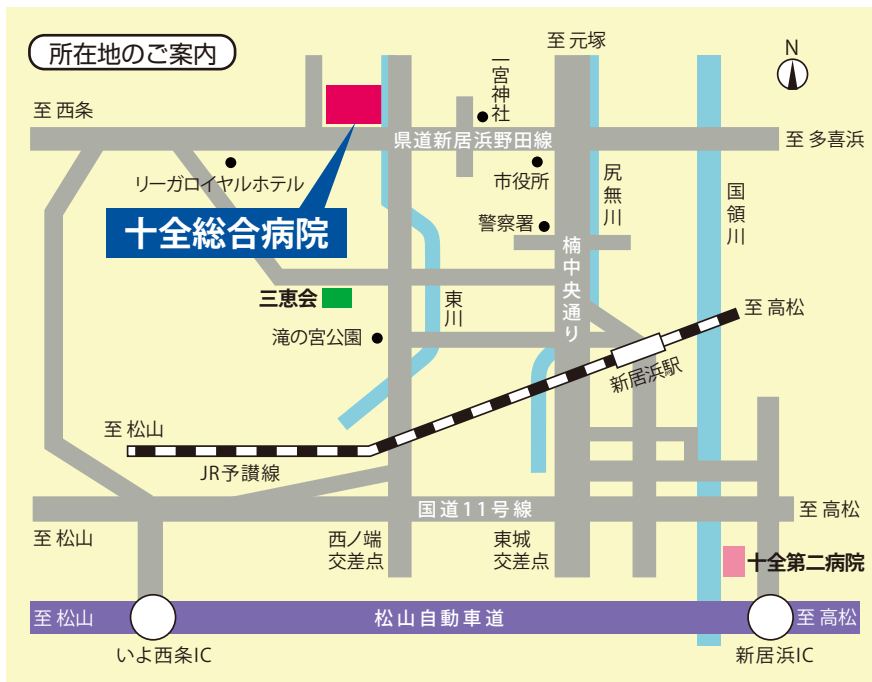 所在地のご案内
至 元塚
N
一宮神社
至 西条
県道新居浜野田線
至 多喜浜
リーガロイヤルホテル
市役所
尻無川
国領川
十全総合病院
警察署
楠中央通り
三恵会
東川
滝の宮公園
至 高松
新居浜駅
至 松山
JR予讃線
国道11号線
至 高松
至 松山
西ノ端
交差点
東城
交差点
十全第二病院
至 松山
松山自動車道
至 高松
いよ西条IC
新居浜IC